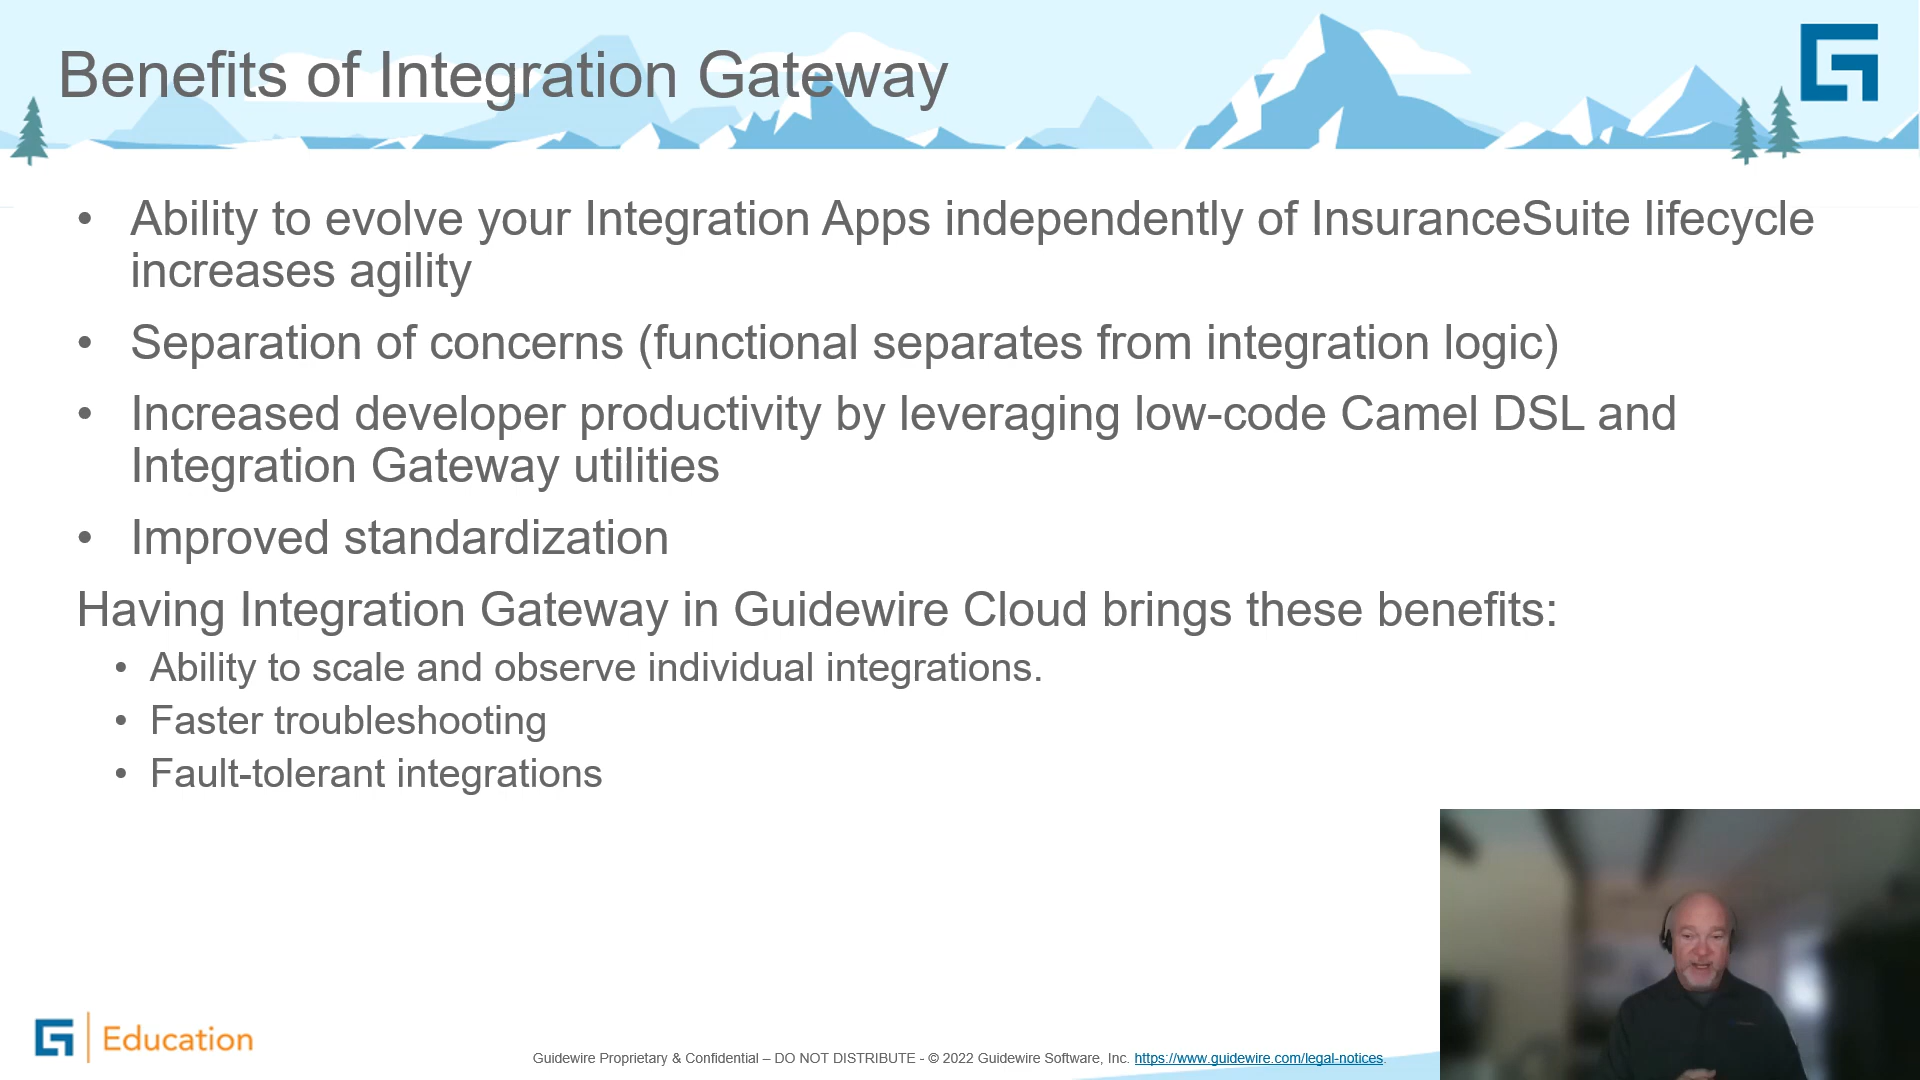 Benefits of Integration Gateway
• Ability to evolve your Integration Apps independently of InsuranceSuite lifecycle
increases agility
• Separation of concerns (functional separates from integration logic)
• Increased developer productivity by leveraging low-code Camel DSL and
Integration Gateway utilities
• Improved standardization
Having Integration Gateway in Guidewire Cloud brings these benefits:
• Ability to scale and observe individual integrations.
• Faster troubleshooting
• Fault-tolerant integrations
Education
Guidewire Proprietary & Confidential – DO NOT DISTRIBUTE - © 2022 Guidewire Software, Inc. https://www.guidewire.com/legal-notices.